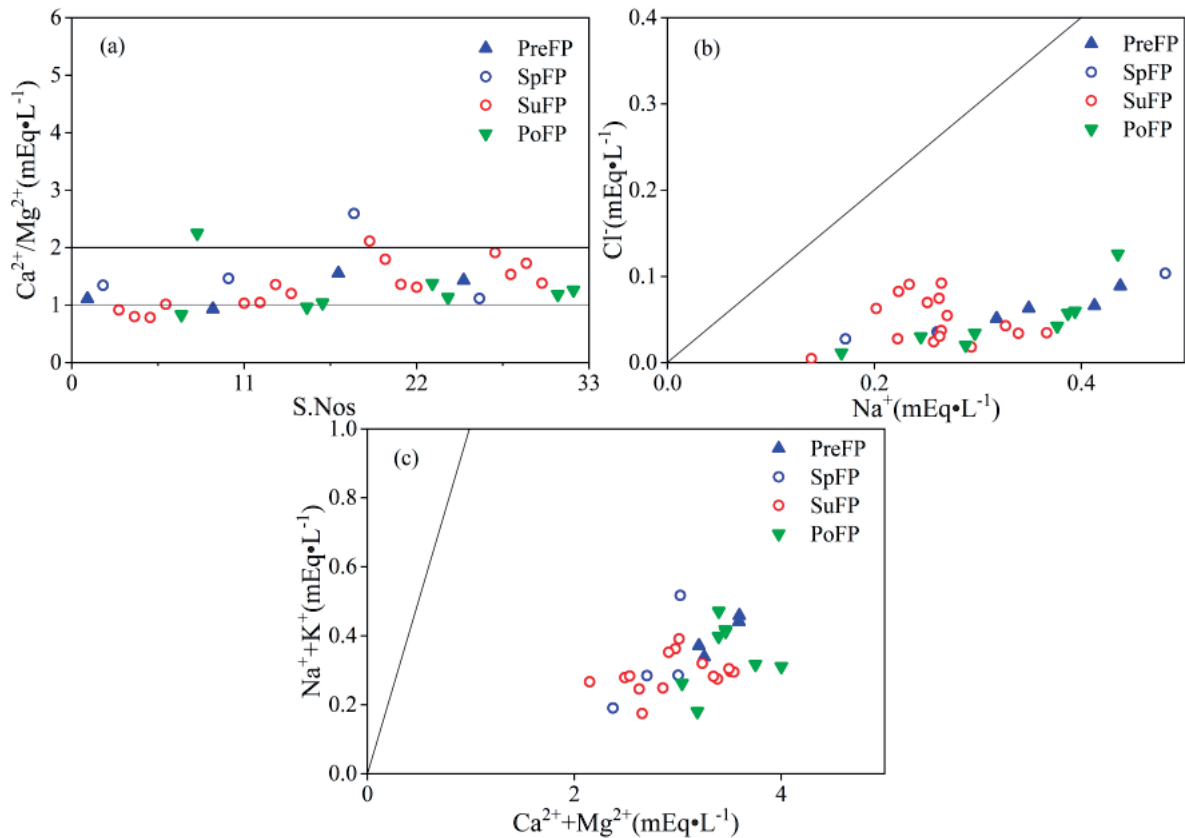 (a)
PreFP
SpFP
SuFP
PoFP
6
5
4
3
2
1
0
Ca²⁺/Mg²⁺(mEq•L⁻¹)
0 11 22 33
S.Nos
(b)
PreFP
SpFP
SuFP
PoFP
0.4
0.3
0.2
0.1
0.0
Cl⁻(mEq•L⁻¹)
0.0 0.2 0.4
Na⁺(mEq•L⁻¹)
(c)
PreFP
SpFP
SuFP
PoFP
1.0
0.8
0.6
0.4
0.2
0.0
Na⁺+K⁺(mEq•L⁻¹)
0 2 4
Ca²⁺+Mg²⁺(mEq•L⁻¹)